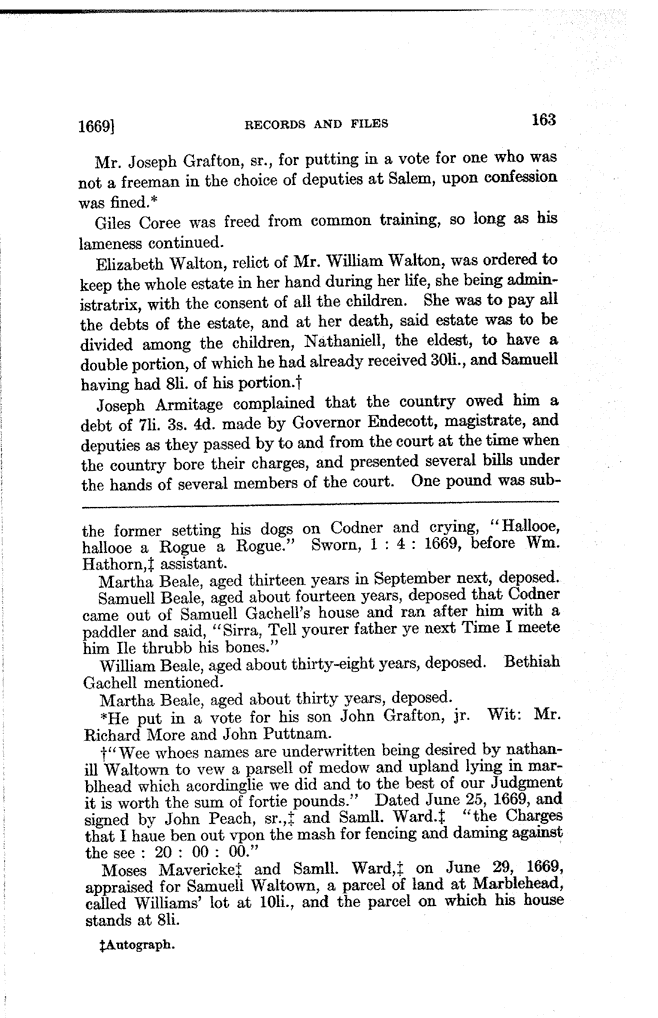 1669] RECORDS AND FILES 163
Mr. Joseph Grafton, sr., for putting in a vote for one who was
not a freeman in the choice of deputies at Salem, upon confession
was fined.*
Giles Coree was freed from common training, so long as his
lameness continued.
Elizabeth Walton, relict of Mr. William Walton, was ordered to
keep the whole estate in her hand during her life, she being admin-
istratrix, with the consent of all the children. She was to pay all
the debts of the estate, and at her death, said estate was to be
divided among the children, Nathaniell, the eldest, to have a
double portion, of which he had already received 30li., and Samuell
having had 8li. of his portion.†
Joseph Armitage complained that the country owed him a
debt of 7li. 3s. 4d. made by Governor Endecott, magistrate, and
deputies as they passed by to and from the court at the time when
the country bore their charges, and presented several bills under
the hands of several members of the court. One pound was sub-
the former setting his dogs on Codner and crying, "Hallooe,
hallooe a Rogue a Rogue." Sworn, 1 : 4 : 1669, before Wm.
Hathorn,‡ assistant.
Martha Beale, aged thirteen years in September next, deposed.
Samuell Beale, aged about fourteen years, deposed that Codner
came out of Samuell Gachell's house and ran after him with a
paddler and said, "Sirra, Tell yourer father ye next Time I meete
him Ile thrubb his bones."
William Beale, aged about thirty-eight years, deposed. Bethiah
Gachell mentioned.
Martha Beale, aged about thirty years, deposed.
*He put in a vote for his son John Grafton, jr. Wit: Mr.
Richard More and John Puttnam.
†"Wee whoes names are underwritten being desired by nathan-
ill Waltown to vew a parsell of medow and upland lying in mar-
blhead which acordinglie we did and to the best of our Judgment
it is worth the sum of fortie pounds." Dated June 25, 1669, and
signed by John Peach, sr.,‡ and Samll. Ward.‡ "the Charges
that I haue ben out vpon the mash for fencing and daming against
the see : 20 : 00 : 00."
Moses Mavericke‡ and Samll. Ward,‡ on June 29, 1669,
appraised for Samuell Waltown, a parcel of land at Marblehead,
called Williams' lot at 10li., and the parcel on which his house
stands at 8li.
‡Autograph.